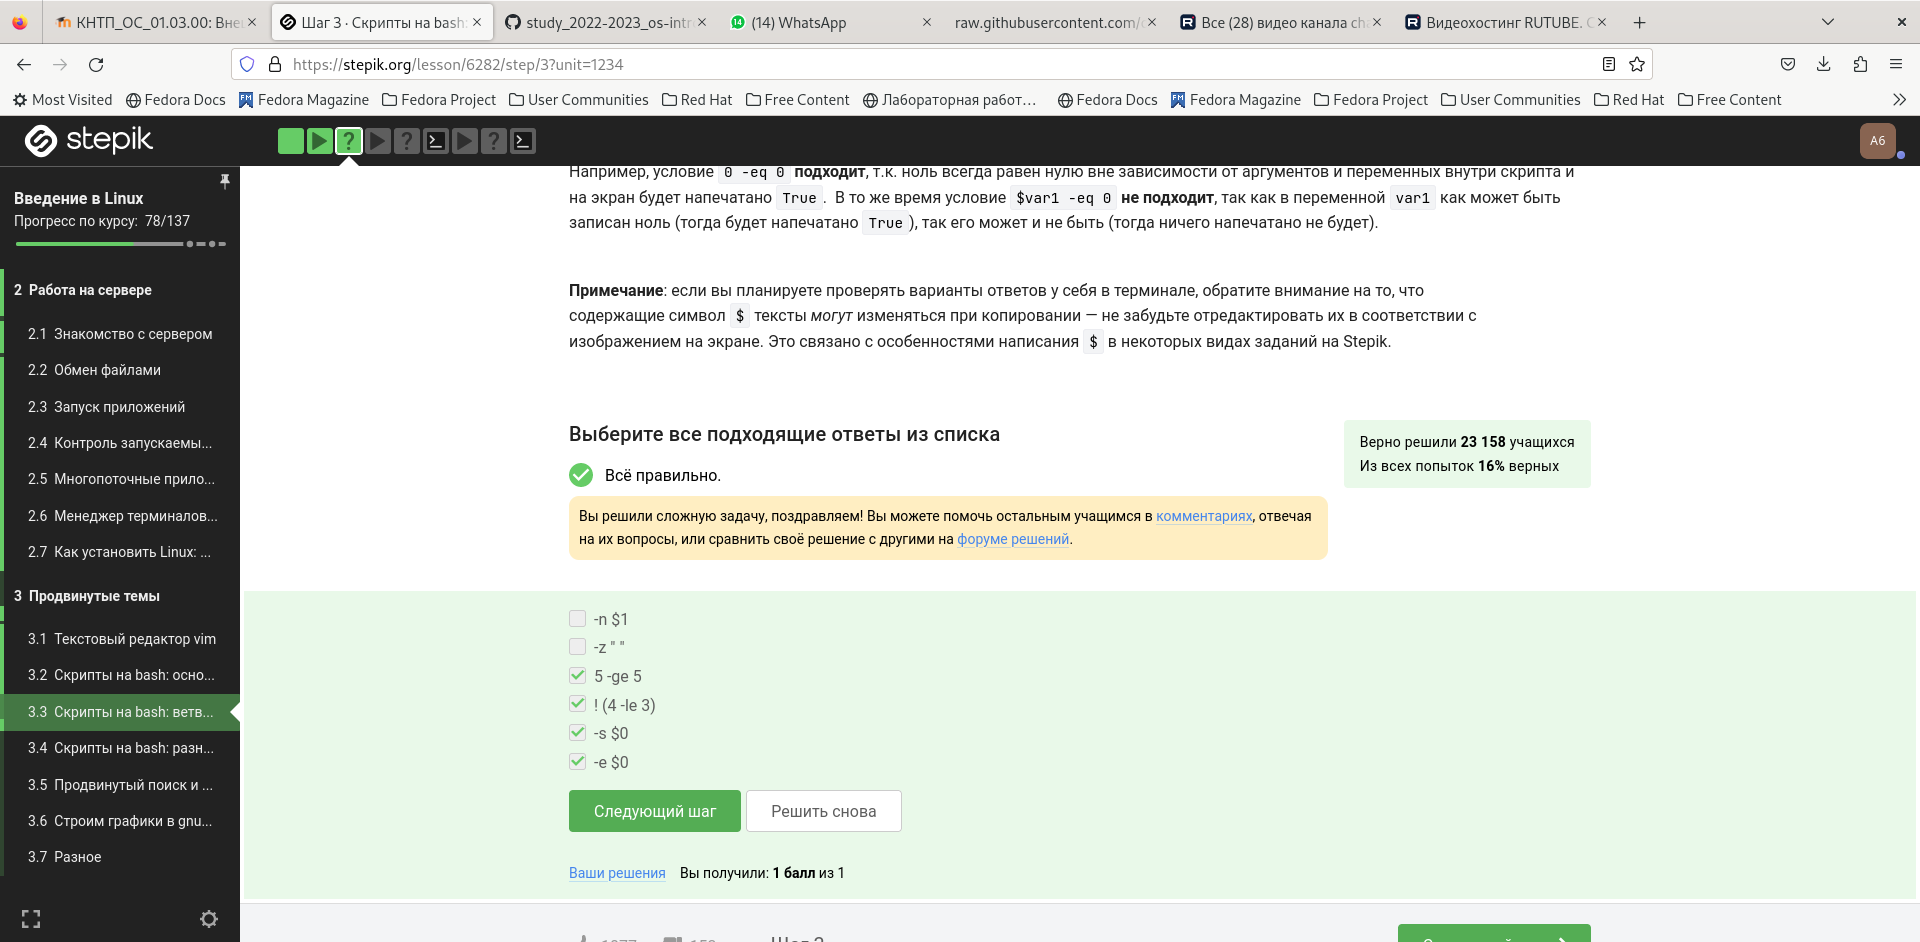 КНТП_ОС_01.03.00: Вне
Шаг 3 · Скрипты на bash:
study_2022-2023_os-intr
(14) WhatsApp
raw.githubusercontent.com/
Все (28) видео канала
Видеохостинг RUTUBE.
https://stepik.org/lesson/6282/step/3?unit=1234
Most Visited Fedora Docs Fedora Magazine Fedora Project User Communities Red Hat Free Content Лабораторная работ… Fedora Docs Fedora Magazine Fedora Project User Communities Red Hat Free Content
stepik
A6
Введение в Linux
Прогресс по курсу: 78/137
2 Работа на сервере
2.1 Знакомство с сервером
2.2 Обмен файлами
2.3 Запуск приложений
2.4 Контроль запускаемы...
2.5 Многопоточные прило...
2.6 Менеджер терминалов...
2.7 Как установить Linux: ...
3 Продвинутые темы
3.1 Текстовый редактор vim
3.2 Скрипты на bash: осно...
3.3 Скрипты на bash: ветв...
3.4 Скрипты на bash: разн...
3.5 Продвинутый поиск и ...
3.6 Строим графики в gnu...
3.7 Разное
Например, условие 0 -eq 0 подходит, т.к. ноль всегда равен нулю вне зависимости от аргументов и переменных внутри скрипта и
на экран будет напечатано True . В то же время условие $var1 -eq 0 не подходит, так как в переменной var1 как может быть
записан ноль (тогда будет напечатано True ), так его может и не быть (тогда ничего напечатано не будет).
Примечание: если вы планируете проверять варианты ответов у себя в терминале, обратите внимание на то, что
содержащие символ $ тексты могут изменяться при копировании — не забудьте отредактировать их в соответствии с
изображением на экране. Это связано с особенностями написания $ в некоторых видах заданий на Stepik.
Выберите все подходящие ответы из списка
Верно решили 23 158 учащихся
Из всех попыток 16% верных
Всё правильно.
Вы решили сложную задачу, поздравляем! Вы можете помочь остальным учащимся в комментариях, отвечая
на их вопросы, или сравнить своё решение с другими на форуме решений.
-n $1
-z " "
5 -ge 5
! (4 -le 3)
-s $0
-e $0
Следующий шаг
Решить снова
Ваши решения Вы получили: 1 балл из 1
Шаг 3